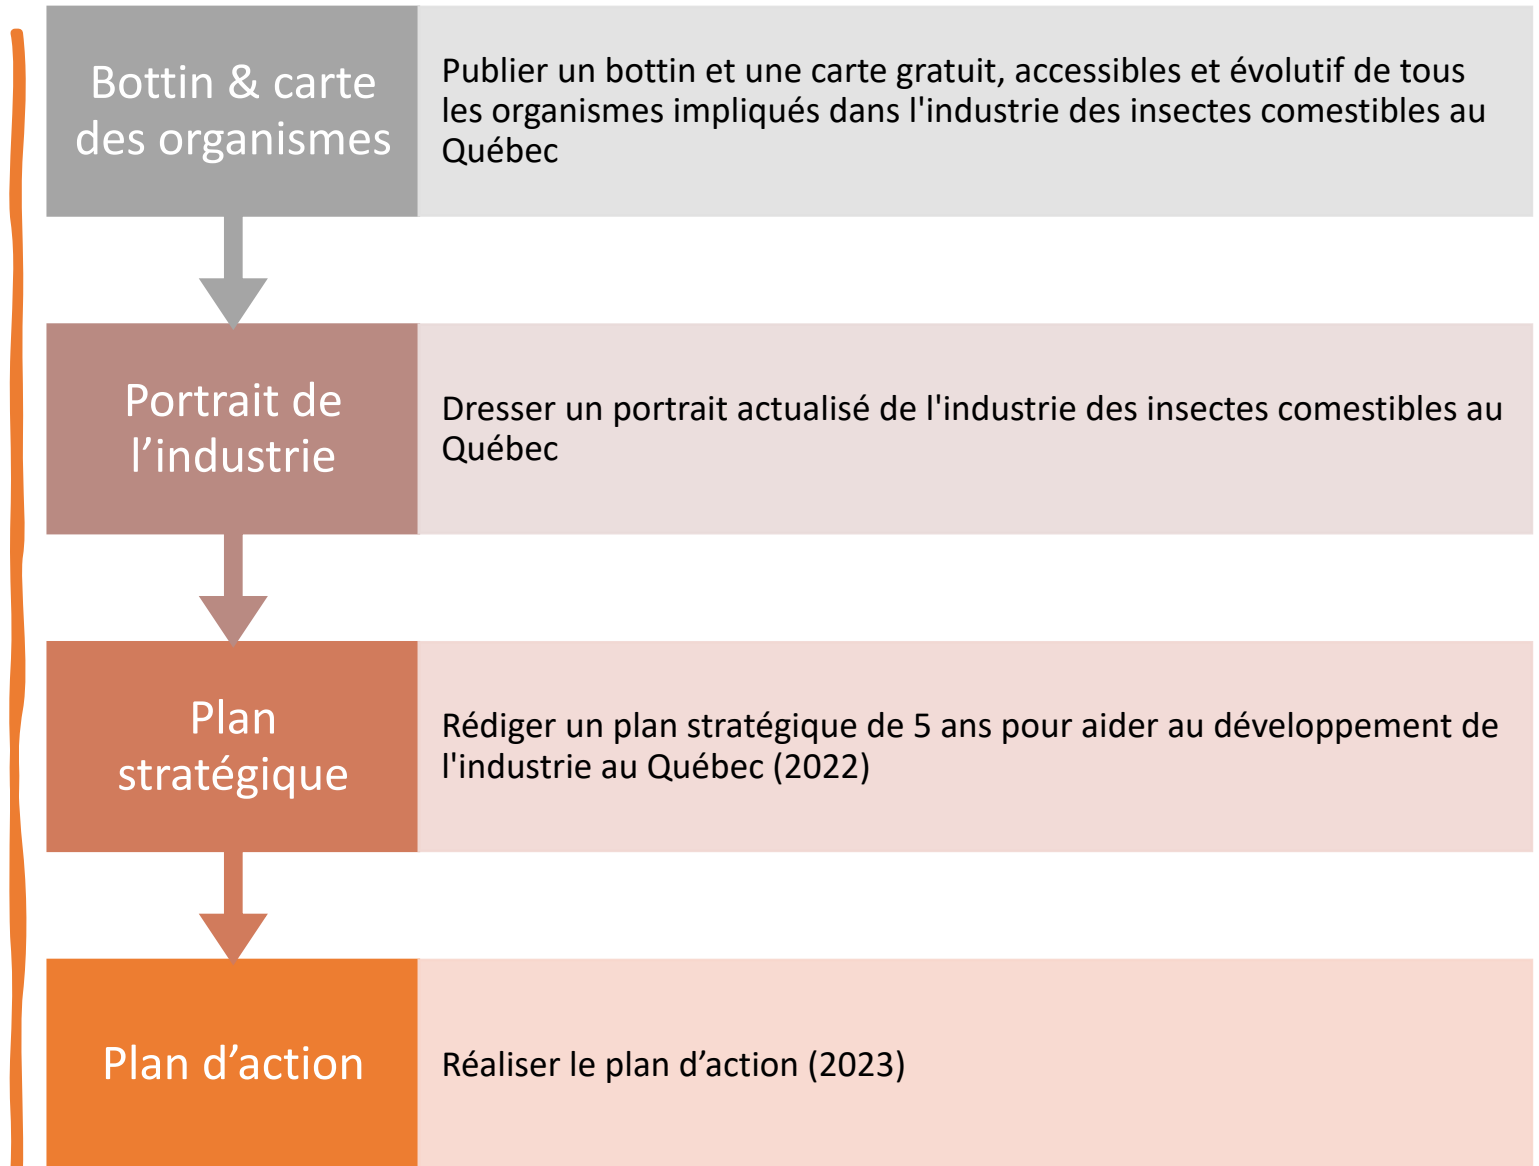 Bottin & carte
des organismes
Publier un bottin et une carte gratuit, accessibles et évolutif de tous
les organismes impliqués dans l'industrie des insectes comestibles au
Québec
Portrait de
l’industrie
Dresser un portrait actualisé de l'industrie des insectes comestibles au
Québec
Plan
stratégique
Rédiger un plan stratégique de 5 ans pour aider au développement de
l'industrie au Québec (2022)
Plan d’action
Réaliser le plan d’action (2023)